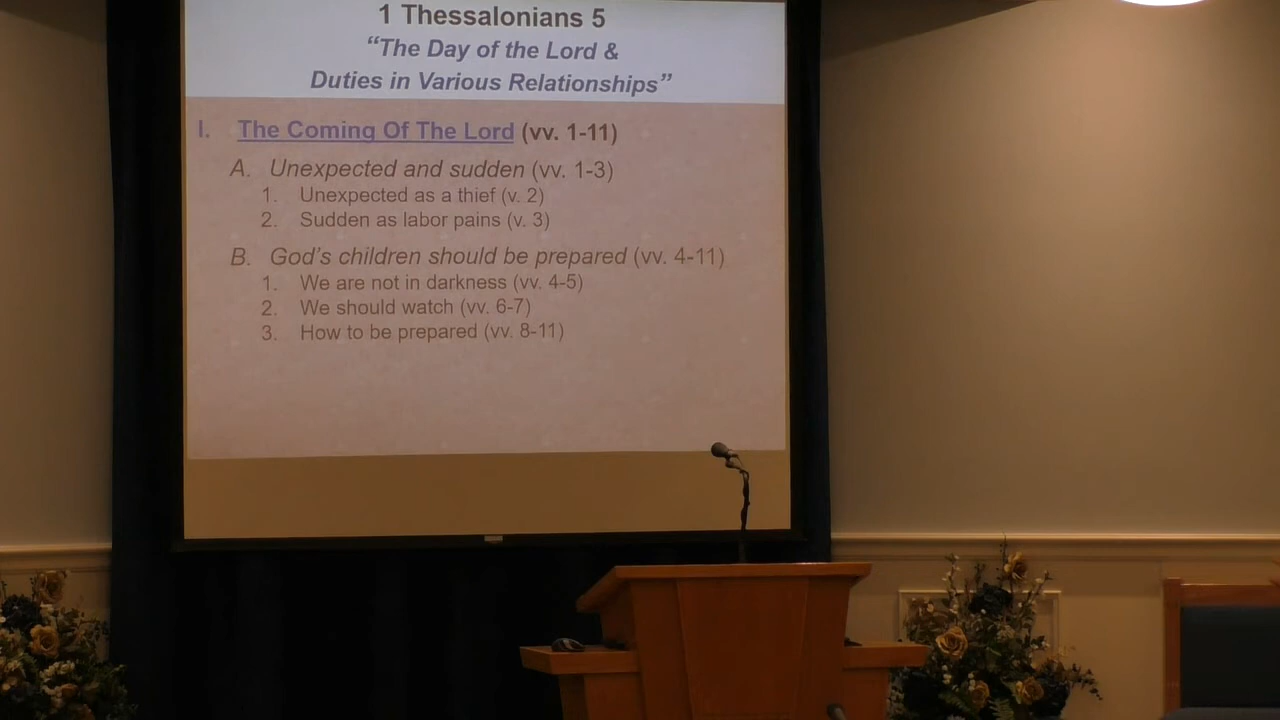 1 Thessalonians 5
“The Day of the Lord &
Duties in Various Relationships”
I. The Coming Of The Lord (vv. 1-11)
A. Unexpected and sudden (vv. 1-3)
1. Unexpected as a thief (v. 2)
2. Sudden as labor pains (v. 3)
B. God’s children should be prepared (vv. 4-11)
1. We are not in darkness (vv. 4-5)
2. We should watch (vv. 6-7)
3. How to be prepared (vv. 8-11)